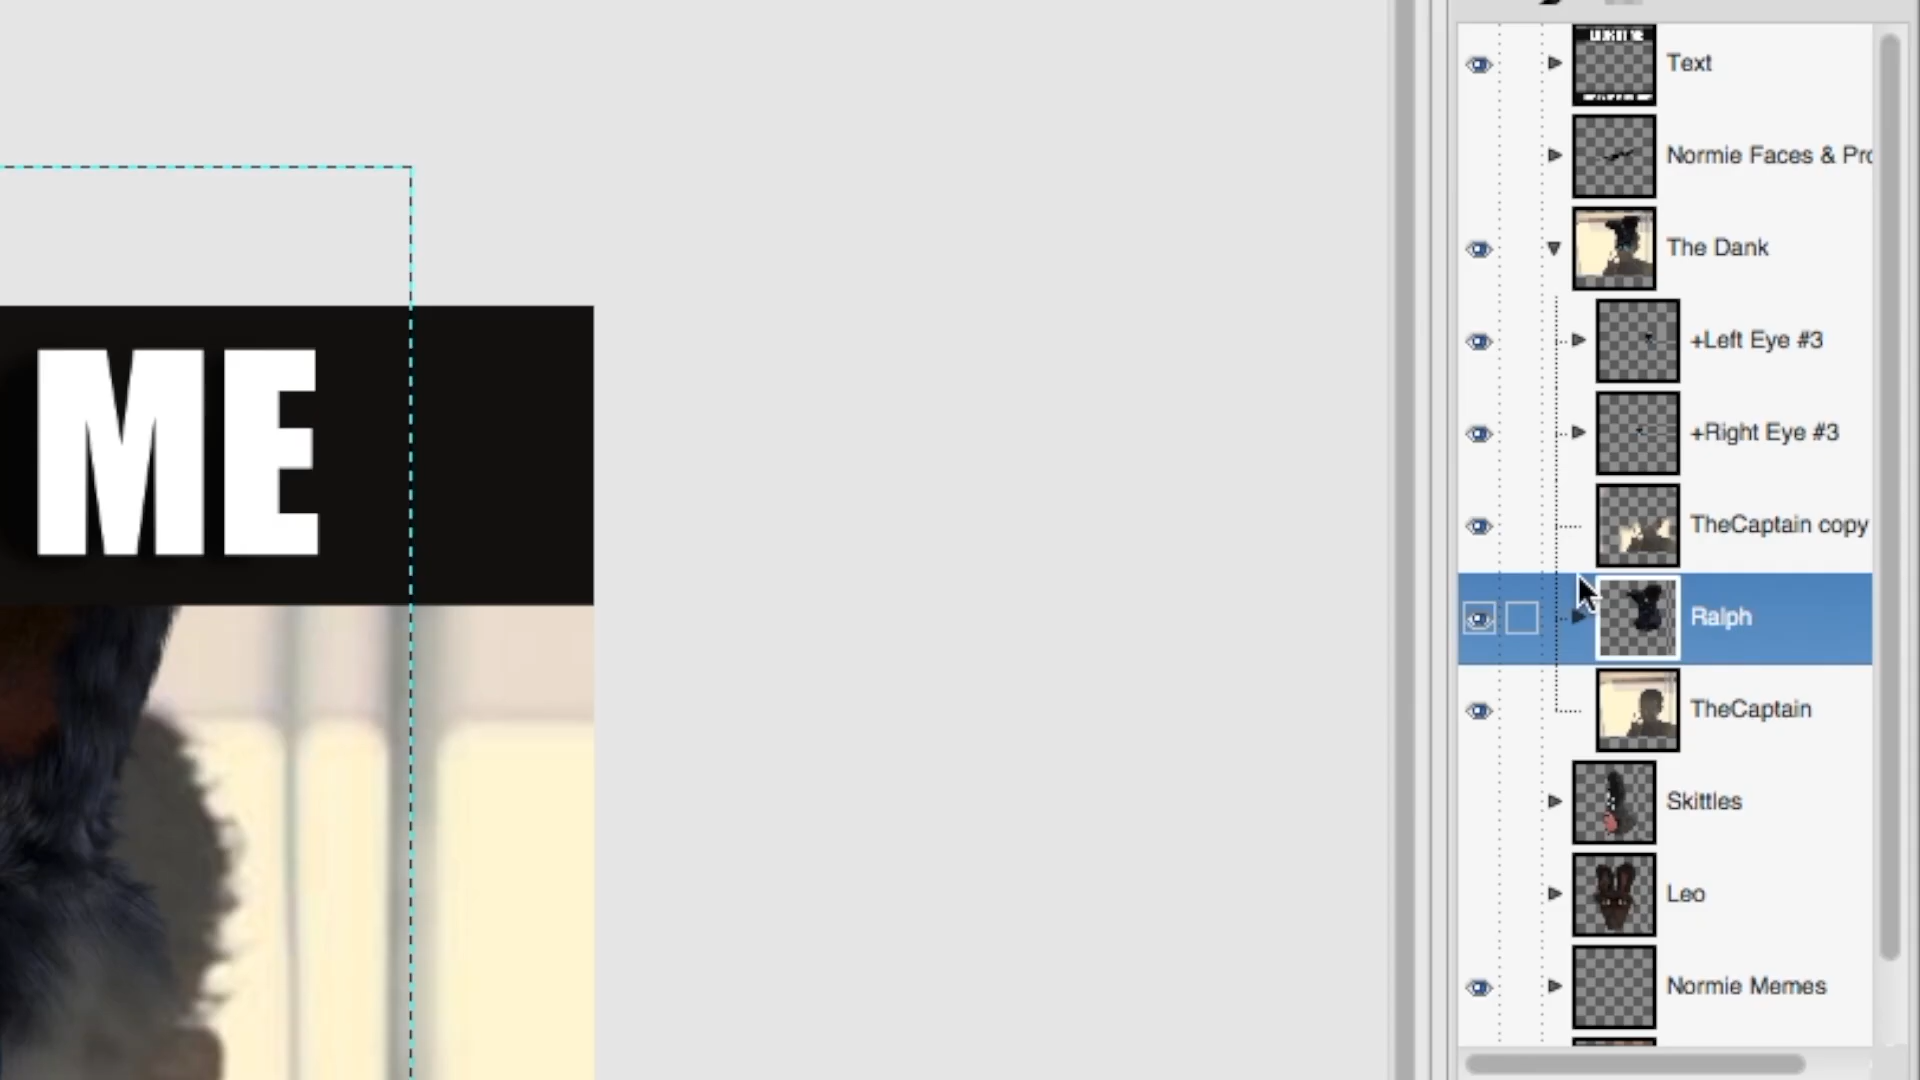 ME
Text
Normie Faces & Pro
The Dank
+Left Eye #3
+Right Eye #3
TheCaptain copy
Ralph
TheCaptain
Skittles
Leo
Normie Memes